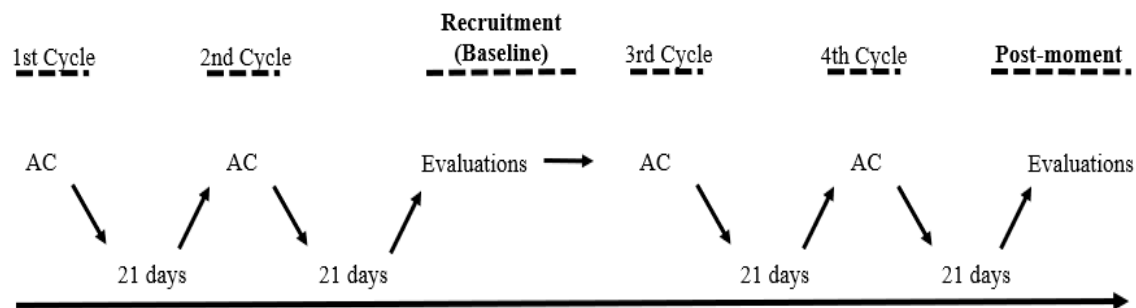 1st Cycle
2nd Cycle
Recruitment
(Baseline)
3rd Cycle
4th Cycle
Post-moment
AC
AC
Evaluations
AC
AC
Evaluations
21 days
21 days
21 days
21 days